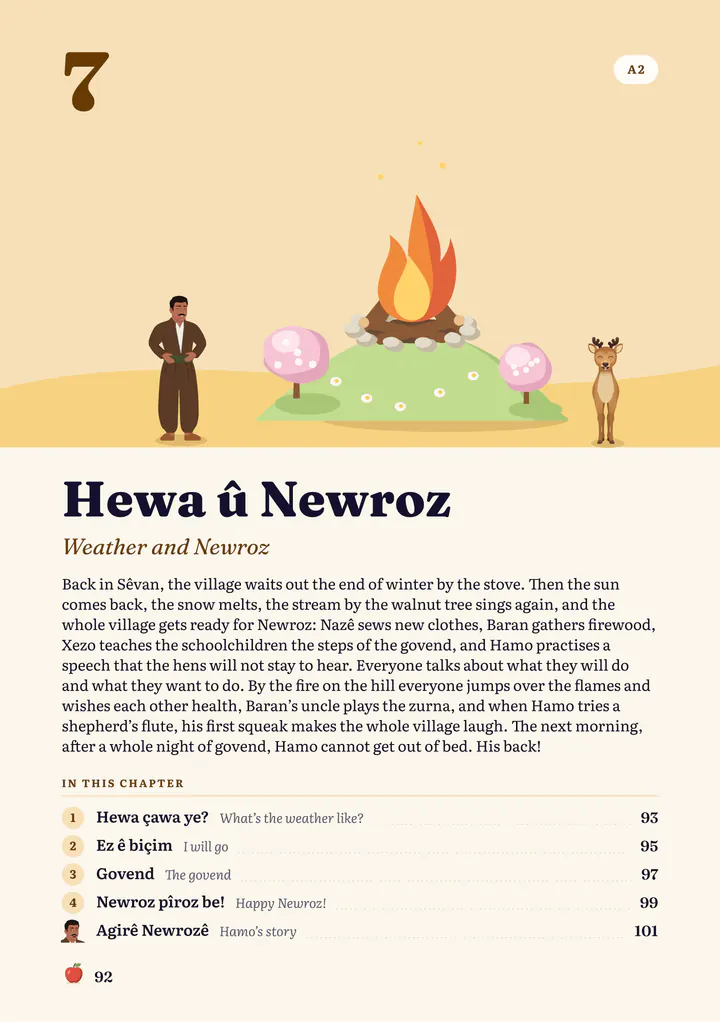 7
A2
Hewa û Newroz
Weather and Newroz
Back in Sêvan, the village waits out the end of winter by the stove. Then the sun
comes back, the snow melts, the stream by the walnut tree sings again, and the
whole village gets ready for Newroz: Nazê sews new clothes, Baran gathers firewood,
Xezo teaches the schoolchildren the steps of the govend, and Hamo practises a
speech that the hens will not stay to hear. Everyone talks about what they will do
and what they want to do. By the fire on the hill everyone jumps over the flames and
wishes each other health, Baran's uncle plays the zurna, and when Hamo tries a
shepherd's flute, his first squeak makes the whole village laugh. The next morning,
after a whole night of govend, Hamo cannot get out of bed. His back!
IN THIS CHAPTER
1 Hewa çawa ye? What's the weather like? 93
2 Ez ê biçim I will go 95
3 Govend The govend 97
4 Newroz pîroz be! Happy Newroz! 99
Agirê Newrozê Hamo's story 101
92